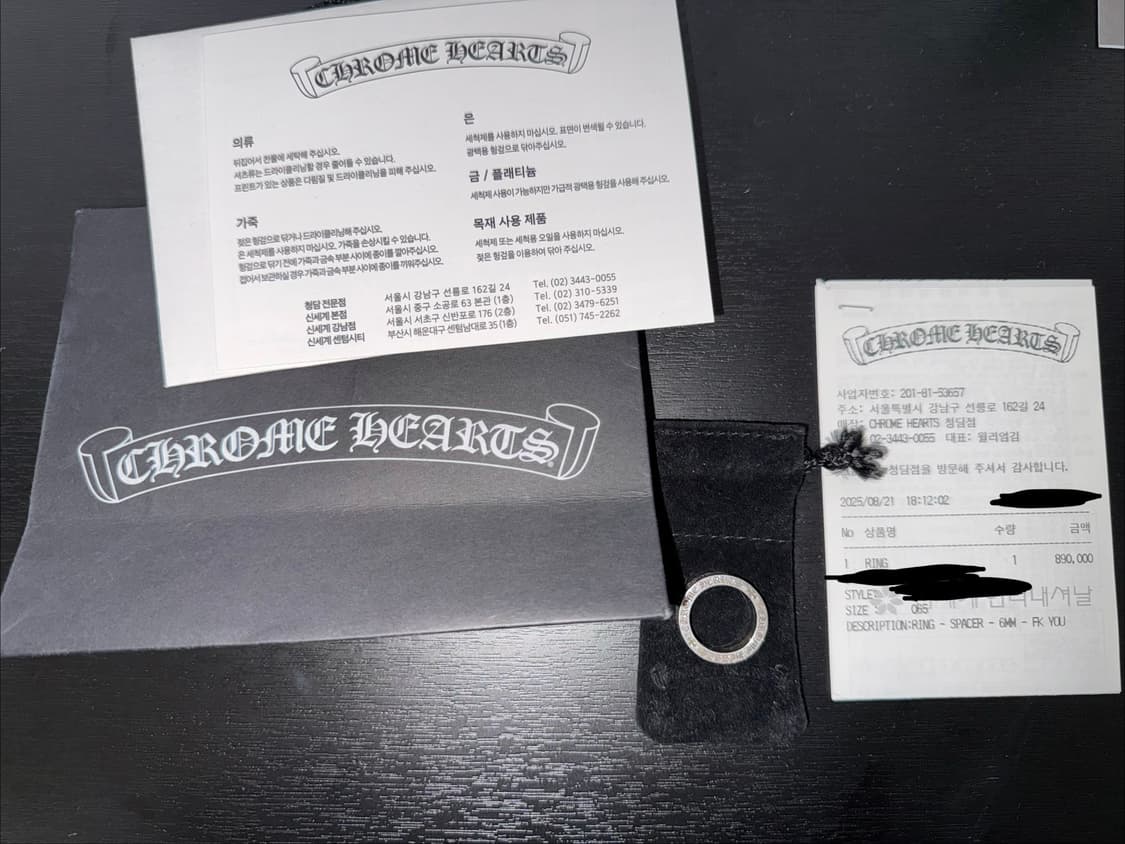 CHROME HEARTS
의류
뒤집어서 찬물에 세탁해 주십시오.
셔츠류는 드라이클리닝할 경우 줄어들 수 있습니다.
프린트가 있는 상품은 다림질 및 드라이클리닝을 피해 주십시오.
가죽
젖은 헝겊으로 닦거나 드라이클리닝해 주십시오.
은 세척제를 사용하지 마십시오. 가죽을 손상시킬 수 있습니다.
헝겊으로 닦기 전에 가죽과 금속 부분 사이에 종이를 깔아주십시오.
접어서 보관하실 경우 가죽과 금속 부분 사이에 종이를 끼워주십시오.
은
세척제를 사용하지 마십시오. 표면이 변색될 수 있습니다.
광택용 헝겊으로 닦아주십시오.
금 / 플래티늄
세척제 사용이 가능하지만 가급적 광택용 헝겊을 사용해 주십시오.
목재 사용 제품
세척제 또는 세척용 오일을 사용하지 마십시오.
젖은 헝겊을 이용하여 닦아 주십시오.
청담 전문점 서울시 강남구 선릉로 162길 24 Tel. (02) 3443-0055
신세계 본점 서울시 중구 소공로 63 본관 (1층) Tel. (02) 310-5339
신세계 강남점 서울시 서초구 신반포로 176 (2층) Tel. (02) 3479-6251
신세계 센텀시티 부산시 해운대구 센텀남대로 35 (1층) Tel. (051) 745-2262
CHROME HEARTS®
CHROME HEARTS
사업자번호: 201-81-53657
주소: 서울특별시 강남구 선릉로 162길 24
매장: CHROME HEARTS 청담점
02-3443-0055 대표: 윌리엄김
청담점을 방문해 주셔서 감사합니다.
2025/08/21 18:12:02
No 상품명 수량 금액
1 RING 1 890,000
STYLE
SIZE 065
DESCRIPTION:RING - SPACER - 6MM - FK YOU